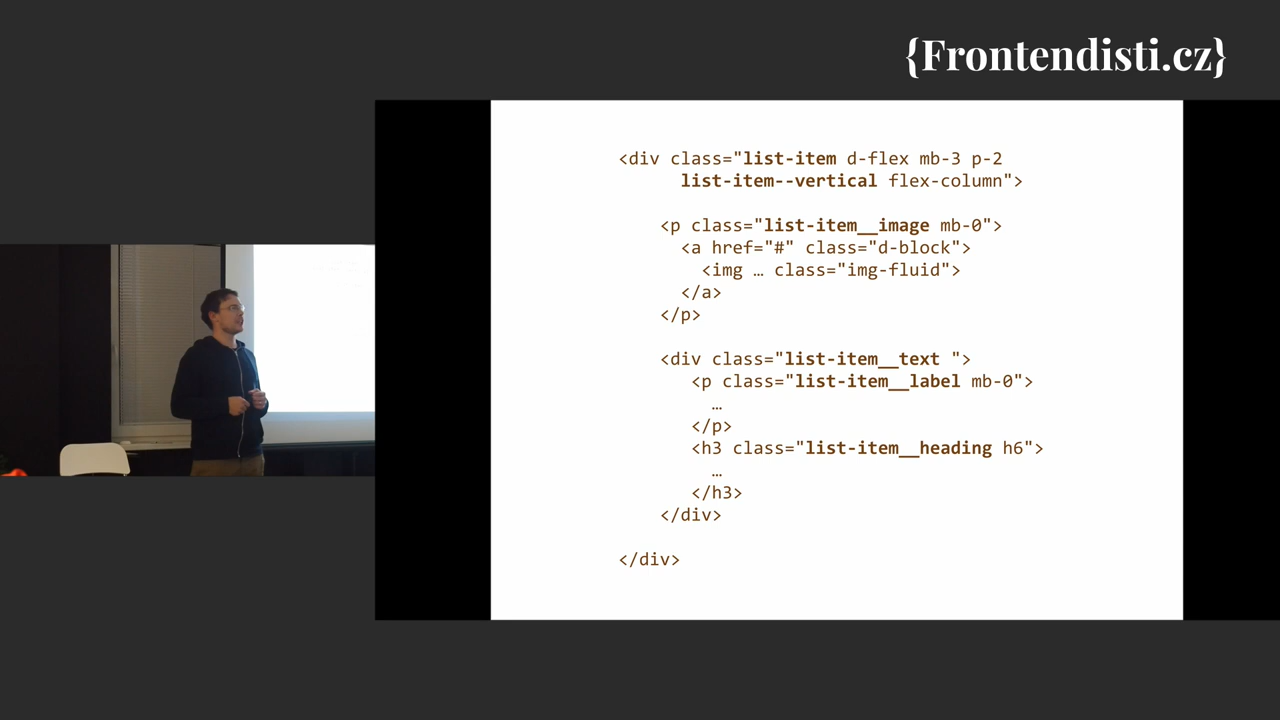 {Frontendisti.cz}
<div class="list-item d-flex mb-3 p-2
list-item--vertical flex-column">
<p class="list-item__image mb-0">
<a href="#" class="d-block">
<img … class="img-fluid">
</a>
</p>
<div class="list-item__text ">
<p class="list-item__label mb-0">
…
</p>
<h3 class="list-item__heading h6">
…
</h3>
</div>
</div>